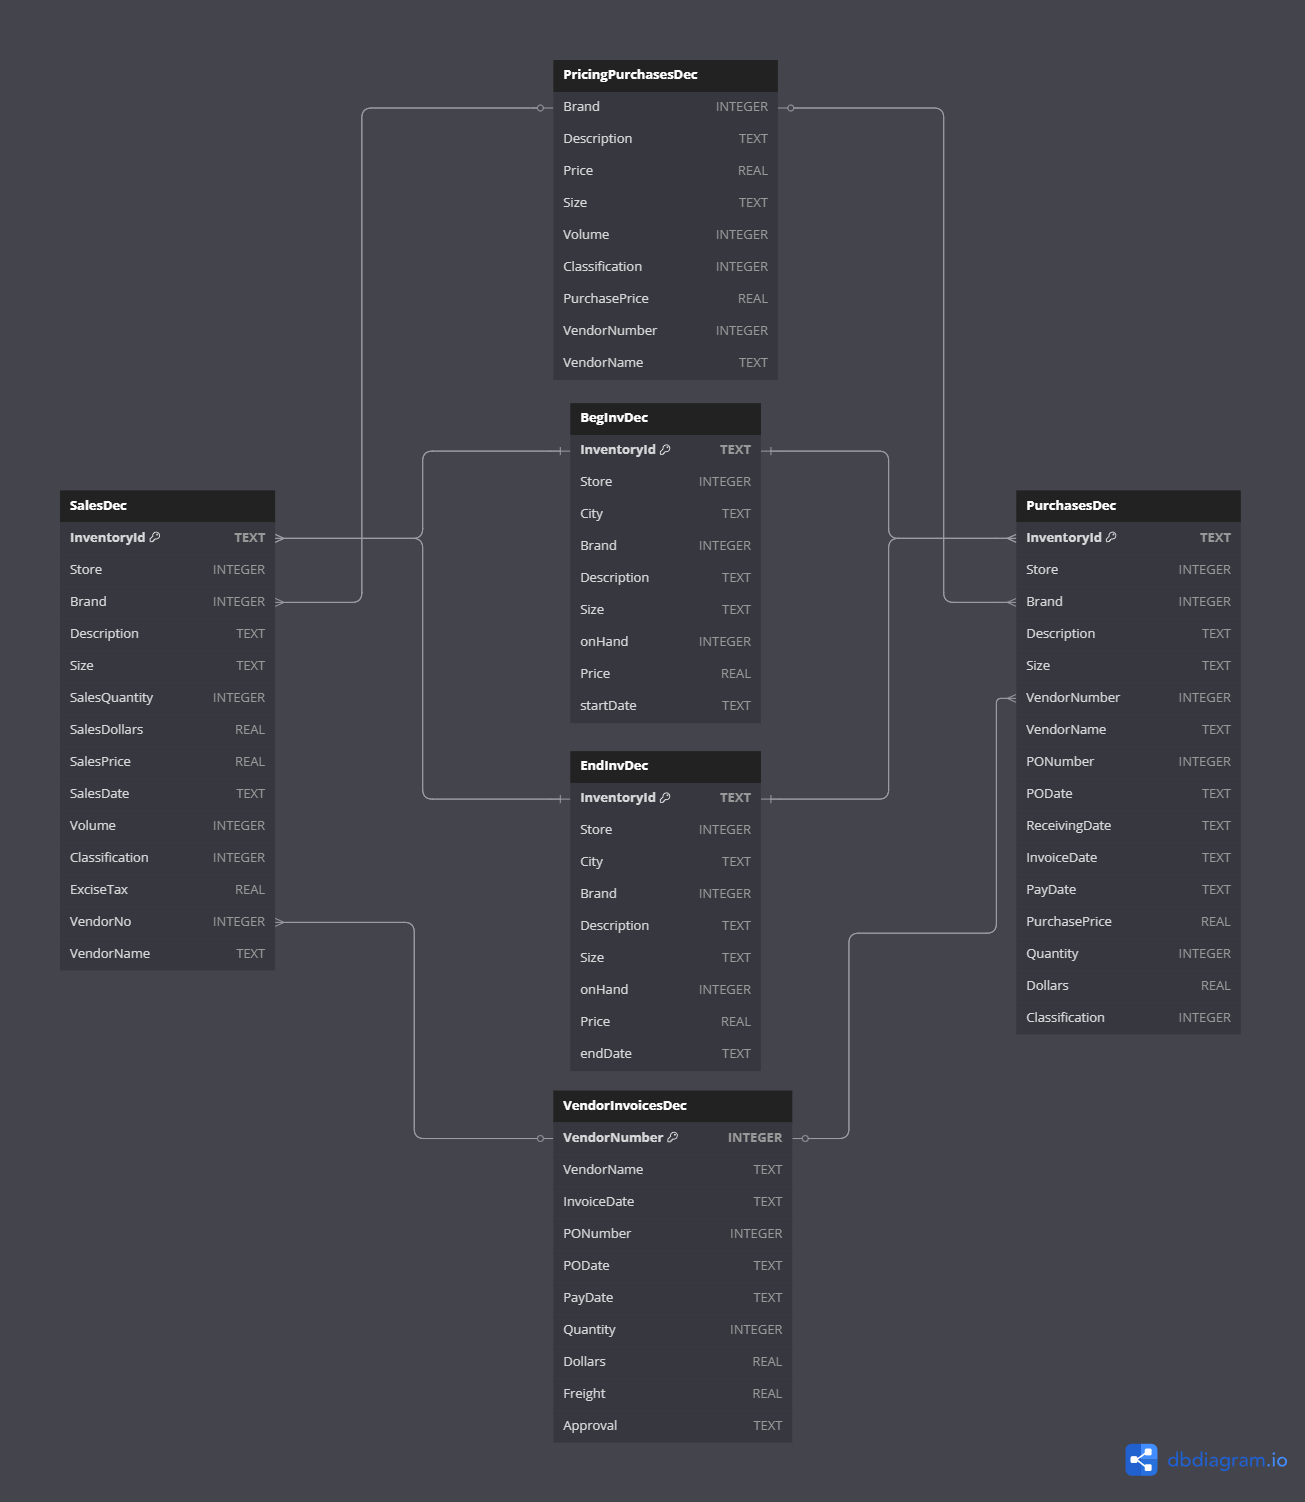 PricingPurchasesDec
Brand INTEGER
Description TEXT
Price REAL
Size TEXT
Volume INTEGER
Classification INTEGER
PurchasePrice REAL
VendorNumber INTEGER
VendorName TEXT
BegInvDec
InventoryId TEXT
Store INTEGER
City TEXT
Brand INTEGER
Description TEXT
Size TEXT
onHand INTEGER
Price REAL
startDate TEXT
SalesDec
InventoryId TEXT
Store INTEGER
Brand INTEGER
Description TEXT
Size TEXT
SalesQuantity INTEGER
SalesDollars REAL
SalesPrice REAL
SalesDate TEXT
Volume INTEGER
Classification INTEGER
ExciseTax REAL
VendorNo INTEGER
VendorName TEXT
PurchasesDec
InventoryId TEXT
Store INTEGER
Brand INTEGER
Description TEXT
Size TEXT
VendorNumber INTEGER
VendorName TEXT
PONumber INTEGER
PODate TEXT
ReceivingDate TEXT
InvoiceDate TEXT
PayDate TEXT
PurchasePrice REAL
Quantity INTEGER
Dollars REAL
Classification INTEGER
EndInvDec
InventoryId TEXT
Store INTEGER
City TEXT
Brand INTEGER
Description TEXT
Size TEXT
onHand INTEGER
Price REAL
endDate TEXT
VendorInvoicesDec
VendorNumber INTEGER
VendorName TEXT
InvoiceDate TEXT
PONumber INTEGER
PODate TEXT
PayDate TEXT
Quantity INTEGER
Dollars REAL
Freight REAL
Approval TEXT
dbdiagram.io